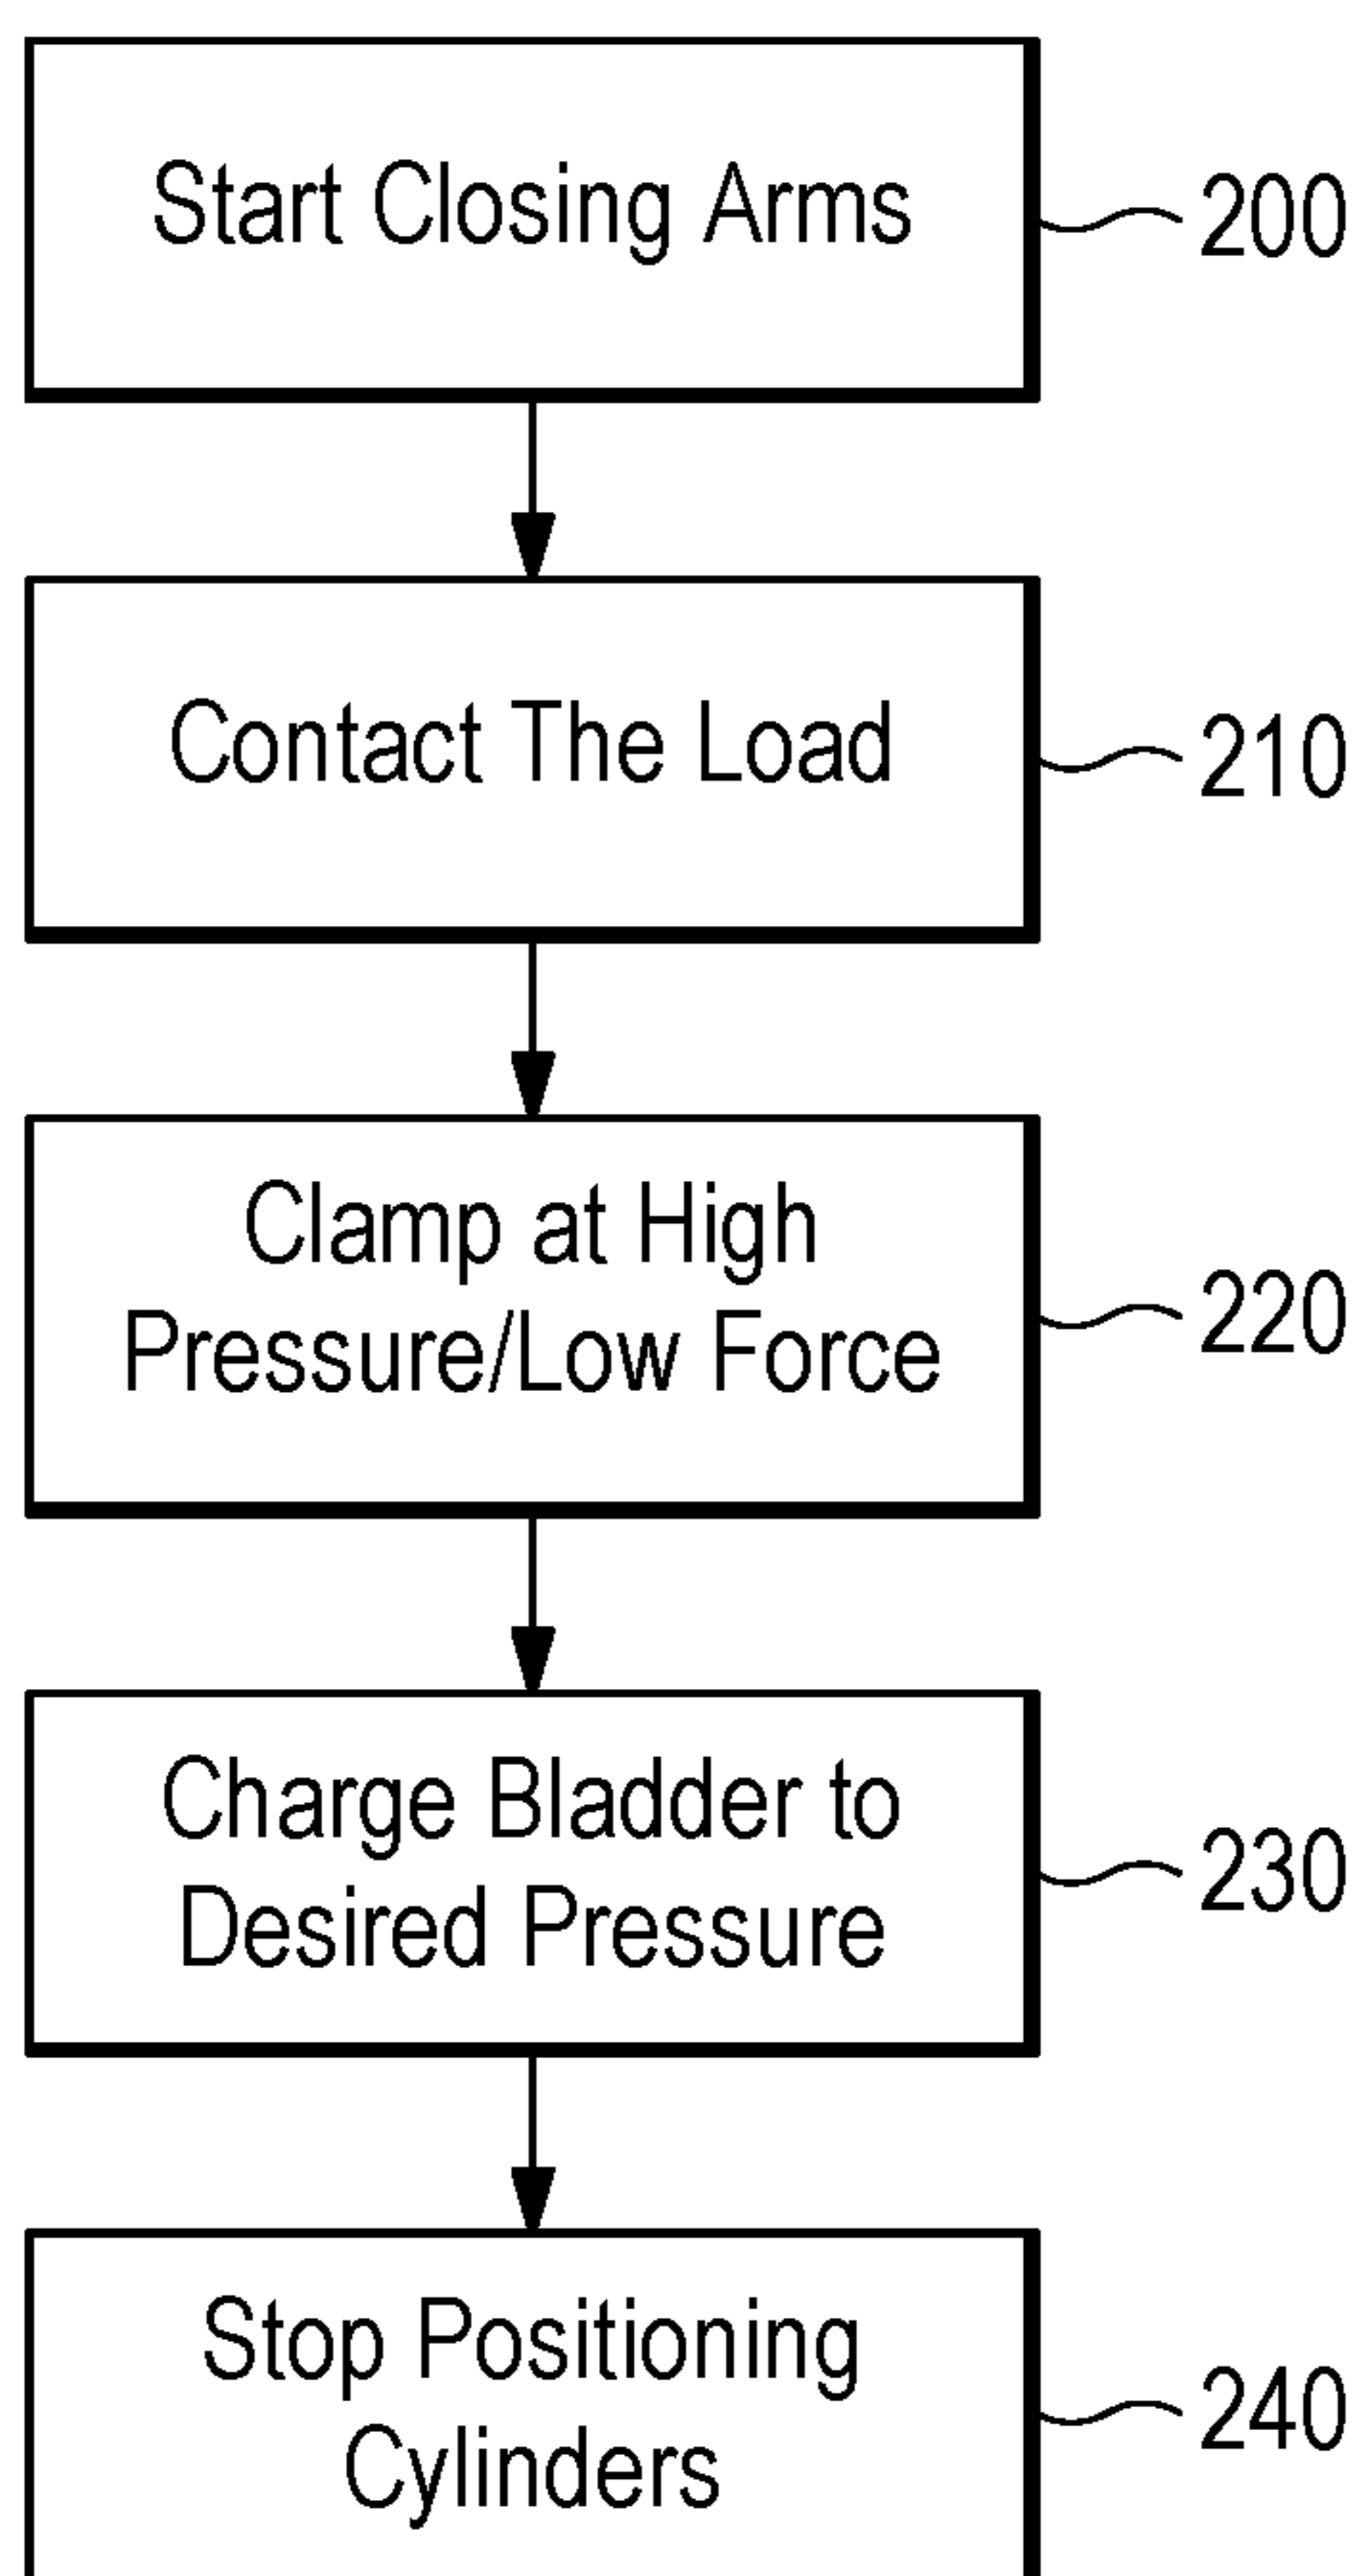 Start Closing Arms
200
Contact The Load
210
Clamp at High
Pressure/Low Force
220
Charge Bladder to
Desired Pressure
230
Stop Positioning
Cylinders
240